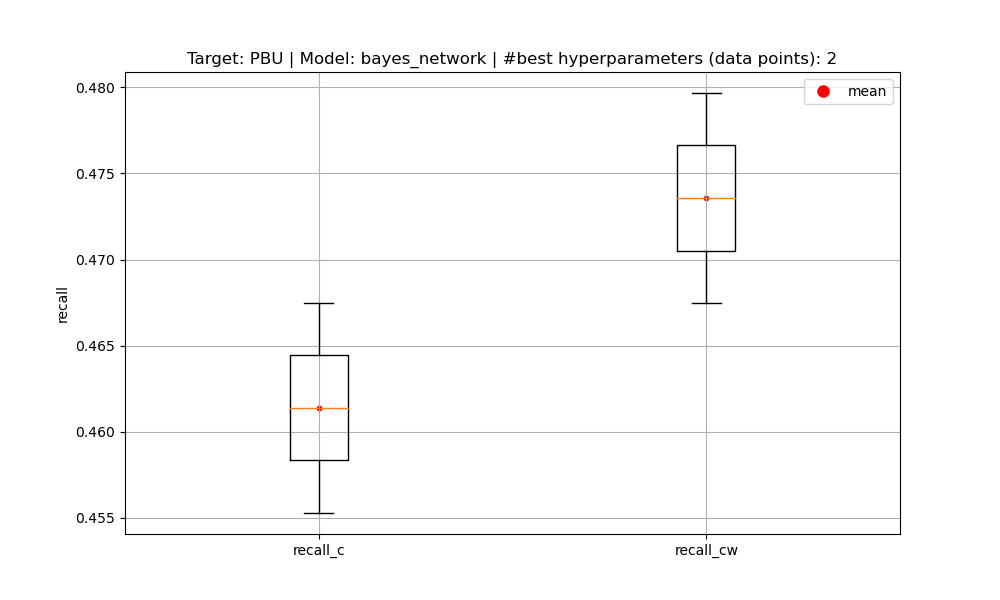 Target: PBU | Model: bayes_network | #best hyperparameters (data points): 2
mean
0.480
0.475
0.470
0.465
0.460
0.455
recall
recall_c
recall_cw